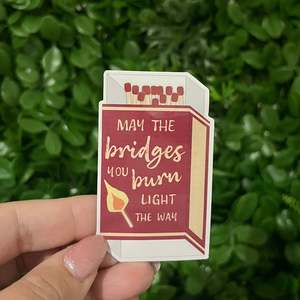 MAY THE
bridges
YOU burn
LIGHT
THE WAY